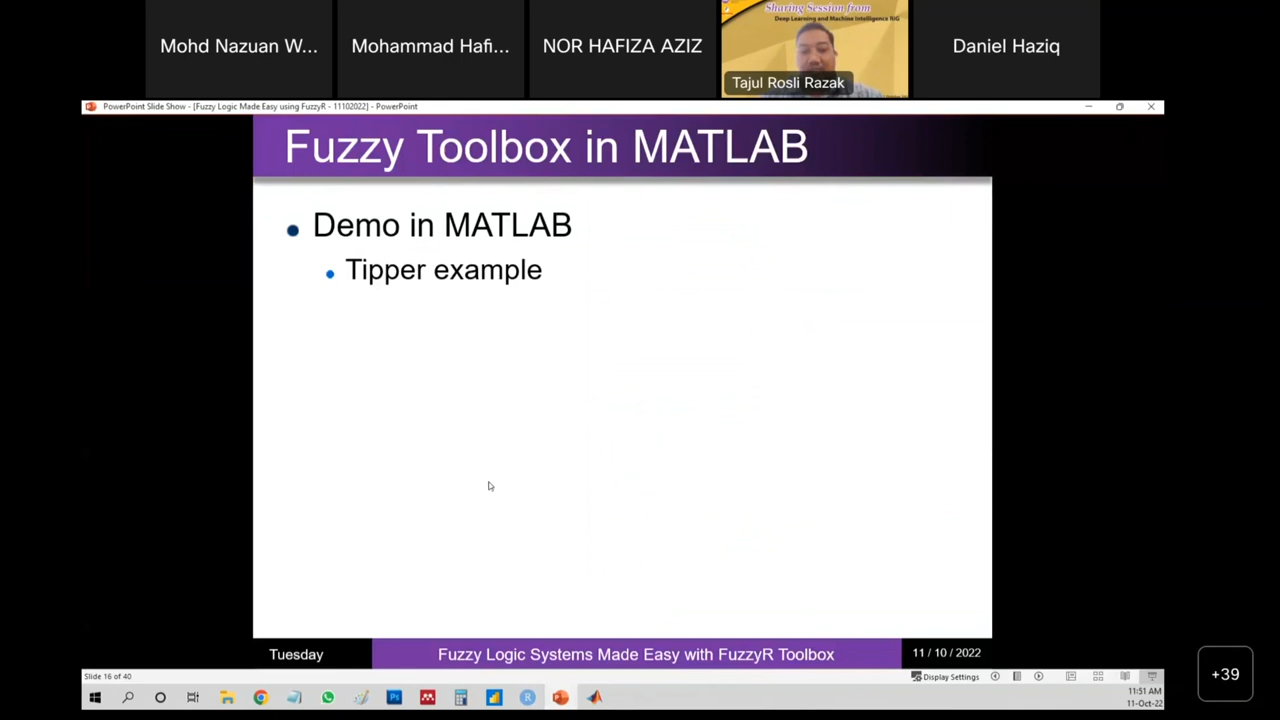 Mohd Nazuan W...
Mohammad Hafi...
NOR HAFIZA AZIZ
Sharing Session from
Deep Learning and Machine Intelligence RIG
Tajul Rosli Razak
Daniel Haziq
PowerPoint Slide Show - [Fuzzy Logic Made Easy using FuzzyR - 11102022] - PowerPoint
Fuzzy Toolbox in MATLAB
Demo in MATLAB
Tipper example
Tuesday
Fuzzy Logic Systems Made Easy with FuzzyR Toolbox
11 / 10 / 2022
Slide 16 of 40
Display Settings
11:51 AM
11-Oct-22
+39